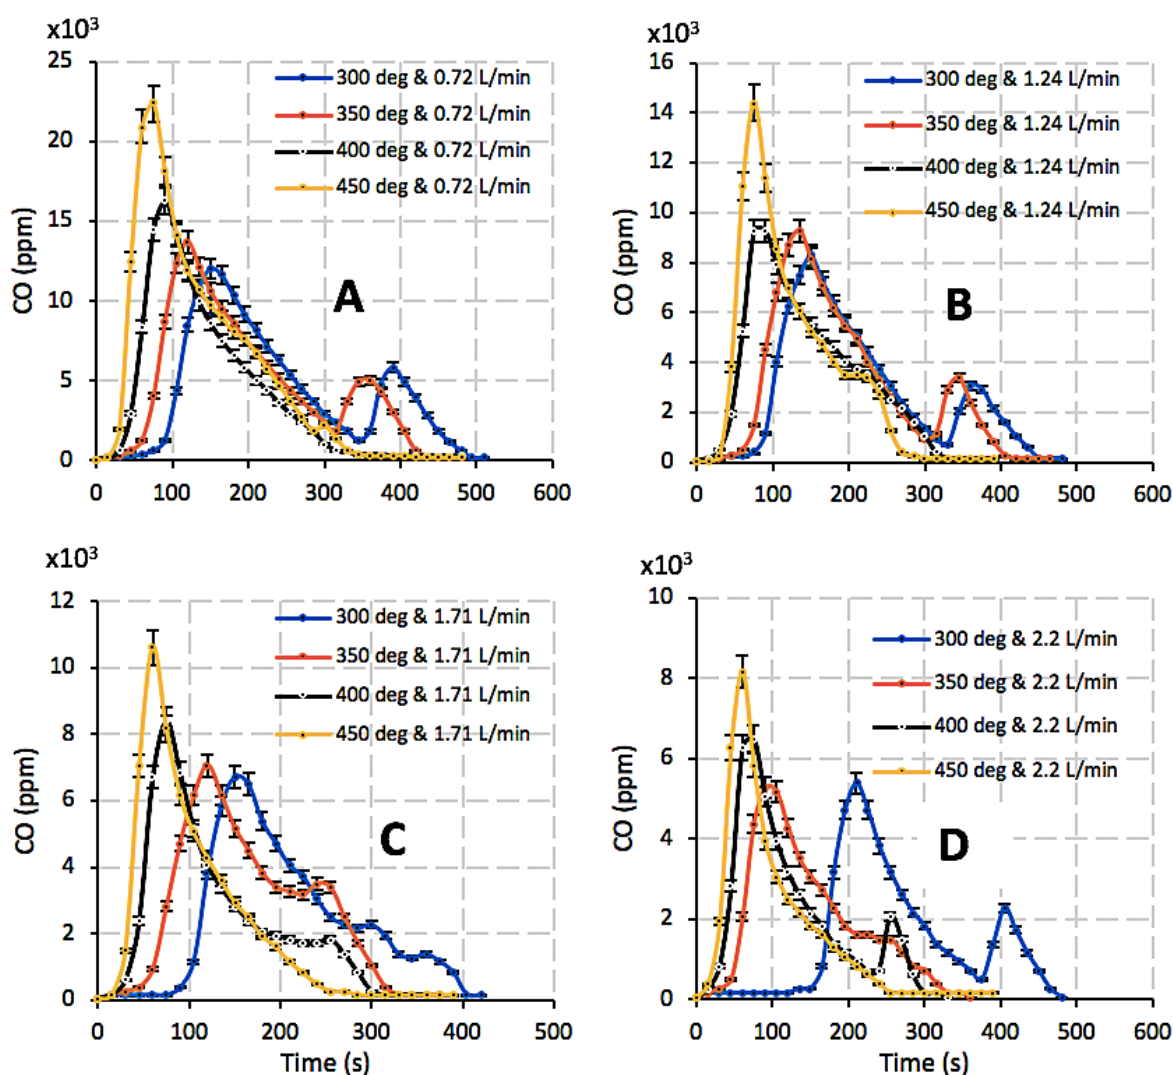 x10³
25
20
15
10
5
0
CO (ppm)
300 deg & 0.72 L/min
350 deg & 0.72 L/min
400 deg & 0.72 L/min
450 deg & 0.72 L/min
A
0 100 200 300 400 500 600
x10³
16
14
12
10
8
6
4
2
0
CO (ppm)
300 deg & 1.24 L/min
350 deg & 1.24 L/min
400 deg & 1.24 L/min
450 deg & 1.24 L/min
B
0 100 200 300 400 500 600
x10³
12
10
8
6
4
2
0
CO (ppm)
300 deg & 1.71 L/min
350 deg & 1.71 L/min
400 deg & 1.71 L/min
450 deg & 1.71 L/min
C
0 100 200 300 400 500
Time (s)
x10³
10
8
6
4
2
0
CO (ppm)
300 deg & 2.2 L/min
350 deg & 2.2 L/min
400 deg & 2.2 L/min
450 deg & 2.2 L/min
D
0 100 200 300 400 500 600
Time (s)